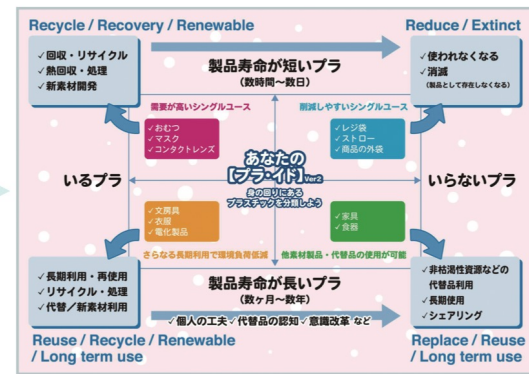 Recycle / Recovery / Renewable
Reduce / Extinct
✓回収・リサイクル
✓熱回収・処理
✓新素材開発
製品寿命が短いプラ
(数時間〜数日)
✓使われなくなる
✓消滅
(製品として存在しなくなる)
需要が高いシングルユース
削減しやすいシングルユース
✓おむつ
✓マスク
✓コンタクトレンズ
✓レジ袋
✓ストロー
✓商品の外袋
いるプラ
あなたの
【プラ・イド】Ver2
身の回りにある
プラスチックを分類しよう
いらないプラ
✓文房具
✓衣服
✓電化製品
✓家具
✓食器
さらなる長期利用で環境負荷低減
他素材製品・代替品の使用が可能
✓長期利用・再使用
✓リサイクル・処理
✓代替/新素材利用
製品寿命が長いプラ
(数ヶ月〜数年)
✓個人の工夫 ✓代替品の認知 ✓意識改革 など
✓非枯渇性資源などの
代替品利用
✓長期使用
✓シェアリング
Reuse / Recycle / Renewable
/ Long term use
Replace / Reuse
/ Long term use